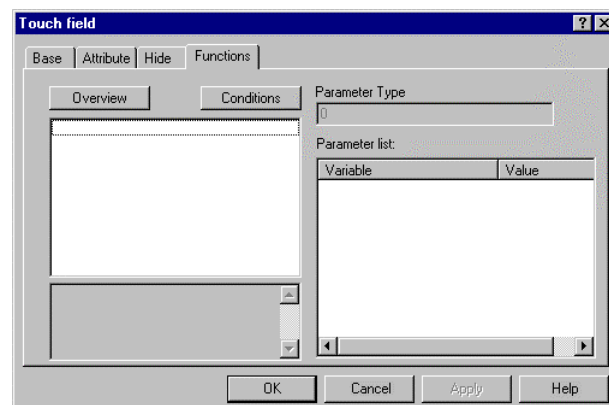 Touch field
Base Attribute Hide Functions
Overview Conditions
Parameter Type
0
Parameter list:
Variable Value
OK Cancel Apply Help